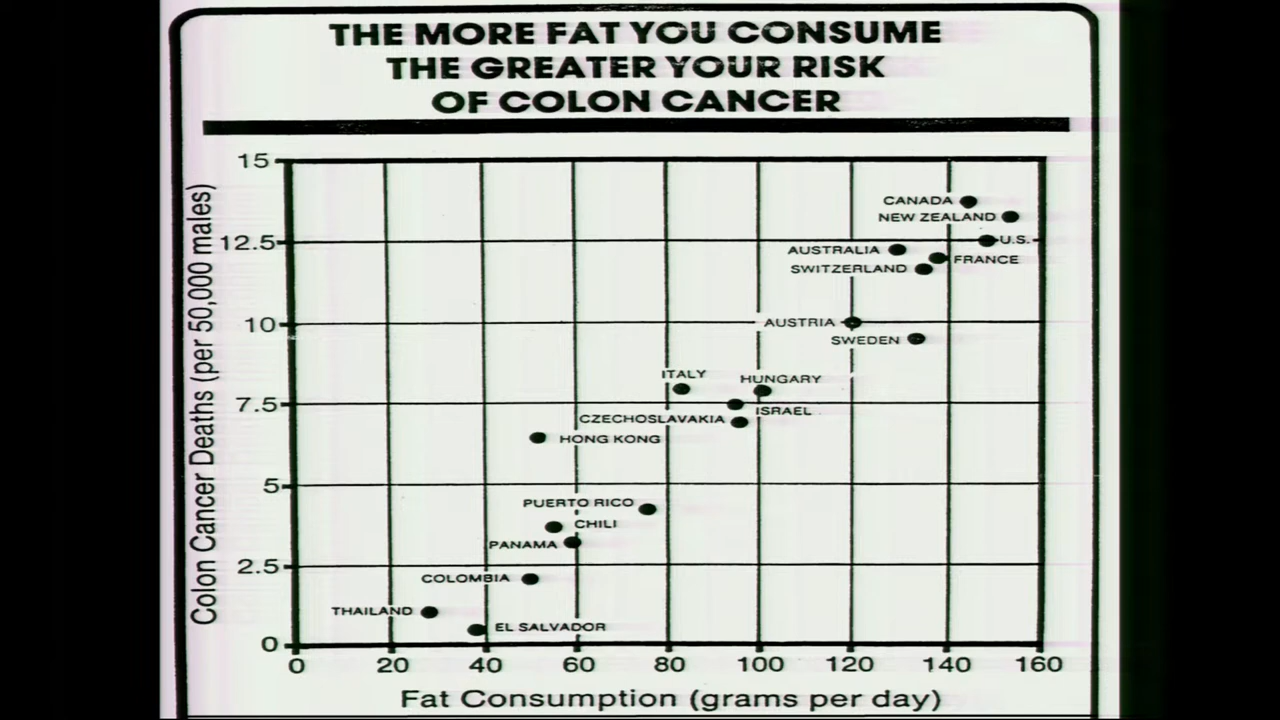 THE MORE FAT YOU CONSUME
THE GREATER YOUR RISK
OF COLON CANCER
Colon Cancer Deaths (per 50,000 males)
15
12.5
10
7.5
5
2.5
0
CANADA
NEW ZEALAND
U.S.
AUSTRALIA
FRANCE
SWITZERLAND
AUSTRIA
SWEDEN
ITALY
HUNGARY
ISRAEL
CZECHOSLAVAKIA
HONG KONG
PUERTO RICO
CHILI
PANAMA
COLOMBIA
THAILAND
EL SALVADOR
0 20 40 60 80 100 120 140 160
Fat Consumption (grams per day)